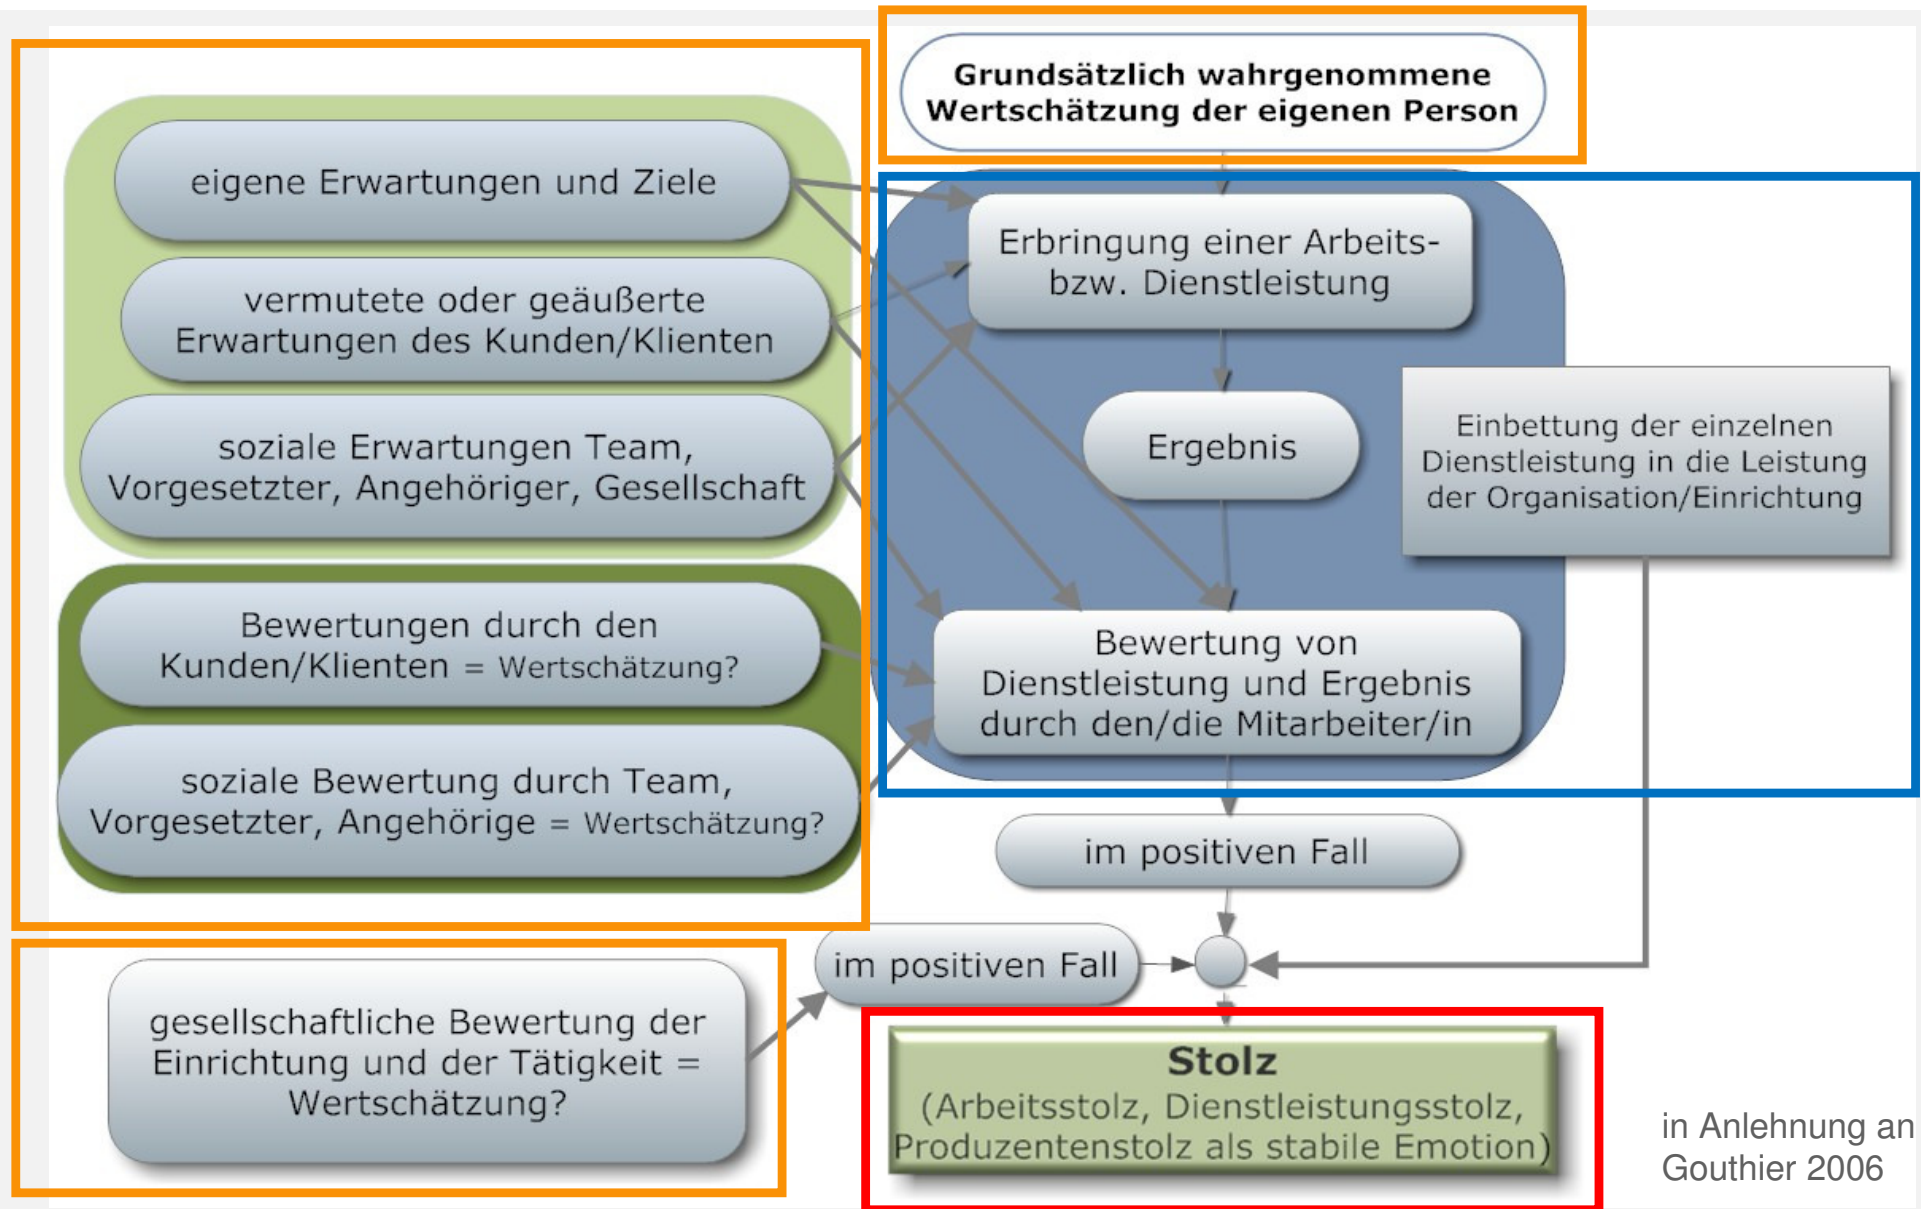 Grundsätzlich wahrgenommene
Wertschätzung der eigenen Person
eigene Erwartungen und Ziele
vermutete oder geäußerte
Erwartungen des Kunden/Klienten
soziale Erwartungen Team,
Vorgesetzter, Angehöriger, Gesellschaft
Bewertungen durch den
Kunden/Klienten = Wertschätzung?
soziale Bewertung durch Team,
Vorgesetzter, Angehörige = Wertschätzung?
Erbringung einer Arbeits-
bzw. Dienstleistung
Ergebnis
Einbettung der einzelnen
Dienstleistung in die Leistung
der Organisation/Einrichtung
Bewertung von
Dienstleistung und Ergebnis
durch den/die Mitarbeiter/in
im positiven Fall
im positiven Fall
gesellschaftliche Bewertung der
Einrichtung und der Tätigkeit =
Wertschätzung?
Stolz
(Arbeitsstolz, Dienstleistungsstolz,
Produzentenstolz als stabile Emotion)
in Anlehnung an
Gouthier 2006